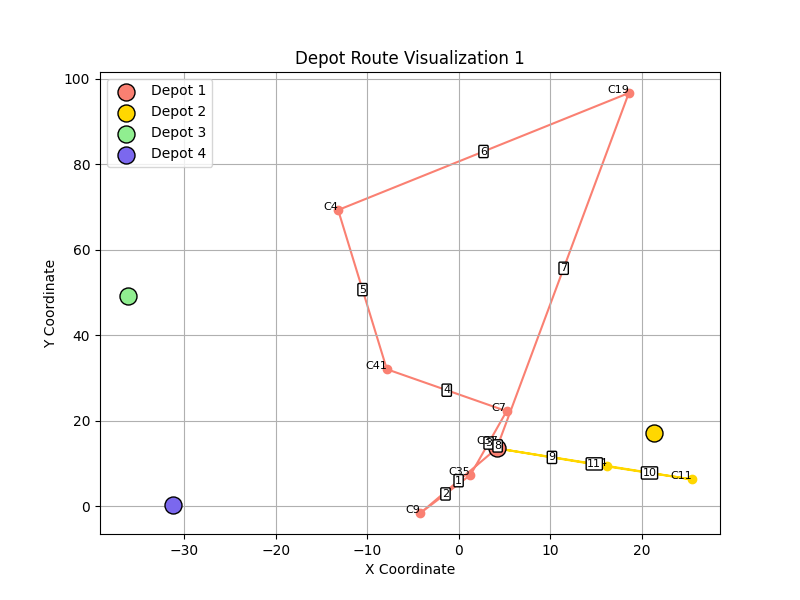 Depot Route Visualization 1
Depot 1
Depot 2
Depot 3
Depot 4
Y Coordinate
100
80
60
40
20
0
C19
6
C4
7
5
C41
4
C7
3
8
9
11
10
C11
C35
1
2
C9
−30
−20
−10
0
10
20
X Coordinate